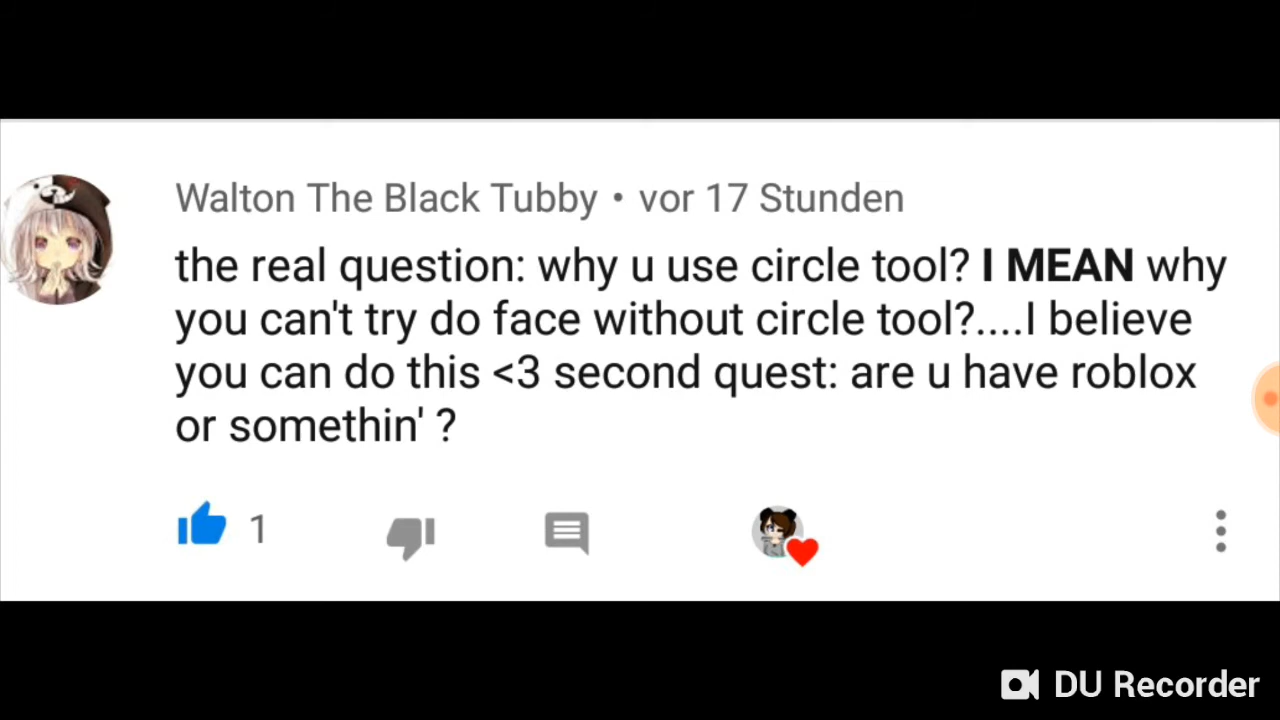 Walton The Black Tubby • vor 17 Stunden
the real question: why u use circle tool? I MEAN why
you can't try do face without circle tool?....I believe
you can do this <3 second quest: are u have roblox
or somethin' ?
1
DU Recorder